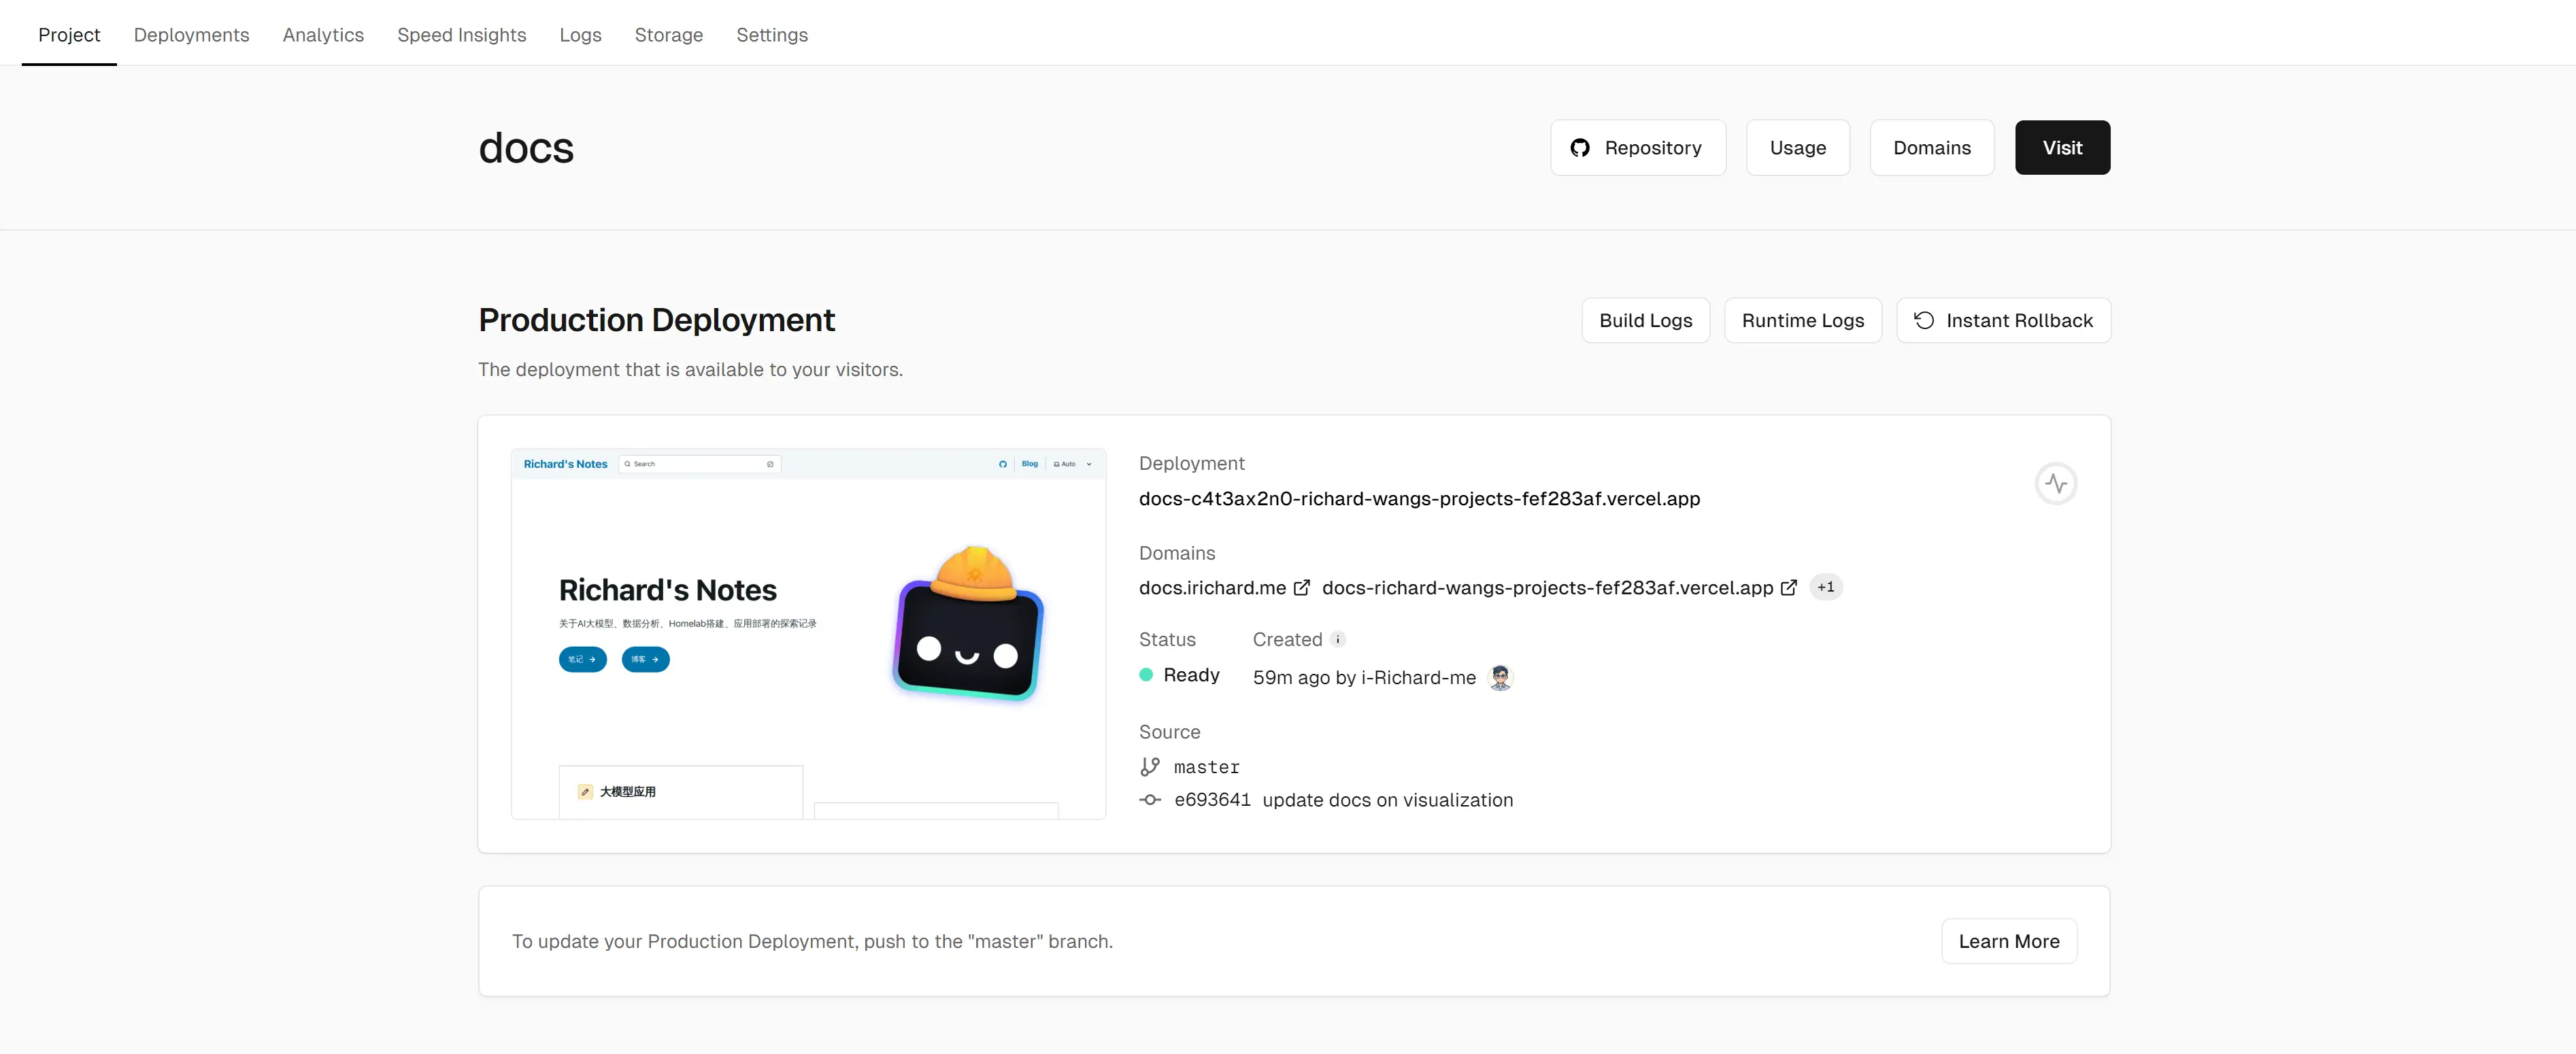 Project Deployments Analytics Speed Insights Logs Storage Settings
docs
Repository Usage Domains Visit
Production Deployment
Build Logs Runtime Logs Instant Rollback
The deployment that is available to your visitors.
Richard's Notes Search Blog Auto
Richard's Notes
关于AI大模型、数据分析、Homelab搭建、应用部署的探索记录
笔记 博客
大模型应用
Deployment
docs-c4t3ax2n0-richard-wangs-projects-fef283af.vercel.app
Domains
docs.irichard.me docs-richard-wangs-projects-fef283af.vercel.app +1
Status Created
Ready 59m ago by i-Richard-me
Source
master
e693641 update docs on visualization
To update your Production Deployment, push to the "master" branch.
Learn More